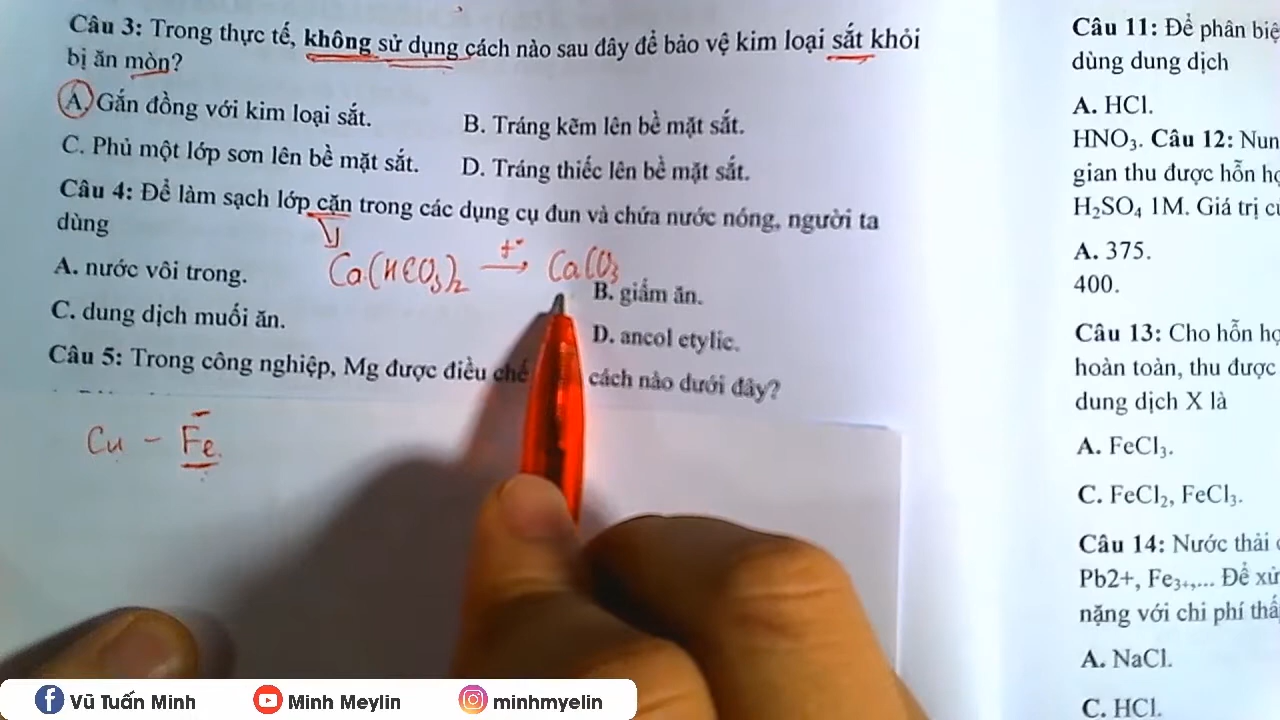 Câu 3: Trong thực tế, không sử dụng cách nào sau đây để bảo vệ kim loại sắt khỏi
bị ăn mòn?
A. Gắn đồng với kim loại sắt.
B. Tráng kẽm lên bề mặt sắt.
C. Phủ một lớp sơn lên bề mặt sắt.
D. Tráng thiếc lên bề mặt sắt.
Câu 4: Để làm sạch lớp cặn trong các dụng cụ đun và chứa nước nóng, người ta
dùng
Ca(HCO3)2 →t° CaCO3
A. nước vôi trong.
B. giấm ăn.
C. dung dịch muối ăn.
D. ancol etylic.
Câu 5: Trong công nghiệp, Mg được điều chế cách nào dưới đây?
Cu - Fe
Câu 11: Để phân biệ
dùng dung dịch
A. HCl.
HNO₃. Câu 12: Nun
gian thu được hỗn hợ
H₂SO₄ 1M. Giá trị củ
A. 375.
400.
Câu 13: Cho hỗn hợ
hoàn toàn, thu được
dung dịch X là
A. FeCl₃.
C. FeCl₂, FeCl₃.
Câu 14: Nước thải c
Pb2+, Fe₃₊,... Để xử
nặng với chi phí thấ
A. NaCl.
C. HCl.
Vũ Tuấn Minh
Minh Meylin
minhmyelin